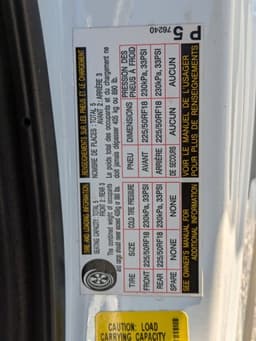 TIRE AND LOADING INFORMATION
SEATING CAPACITY TOTAL 5
FRONT 2 REAR 3
The combined weight of occupants
and cargo should never exceed 405kg or 890 lbs.
TIRE SIZE COLD TIRE PRESSURE
FRONT 225/50RF18 230kPa, 33PSI
REAR 225/50RF18 230kPa, 33PSI
SPARE NONE NONE
SEE OWNER'S MANUAL FOR
ADDITIONAL INFORMATION
RENSEIGNEMENTS SUR LES PNEUS ET LE CHARGEMENT
NOMBRE DE PLACES : TOTAL 5
AVANT 2 ARRIÈRE 3
Le poids total des occupants et du chargement ne
doit jamais dépasser 405 kg ou 890 lb.
PNEU DIMENSIONS PRESSION DES PNEUS À FROID
AVANT 225/50RF18 230kPa, 33PSI
ARRIÈRE 225/50RF18 230kPa, 33PSI
DE SECOURS AUCUN AUCUN
VOIR LE MANUEL DE L'USAGER
POUR PLUS DE RENSEIGNEMENTS
P5
76240
CAUTION: LOAD
CARRYING CAPACITY